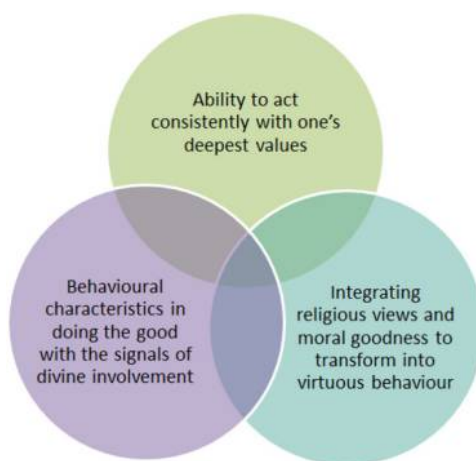 Ability to act
consistently with one's
deepest values
Behavioural
characteristics in
doing the good
with the signals of
divine involvement
Integrating
religious views and
moral goodness to
transform into
virtuous behaviour